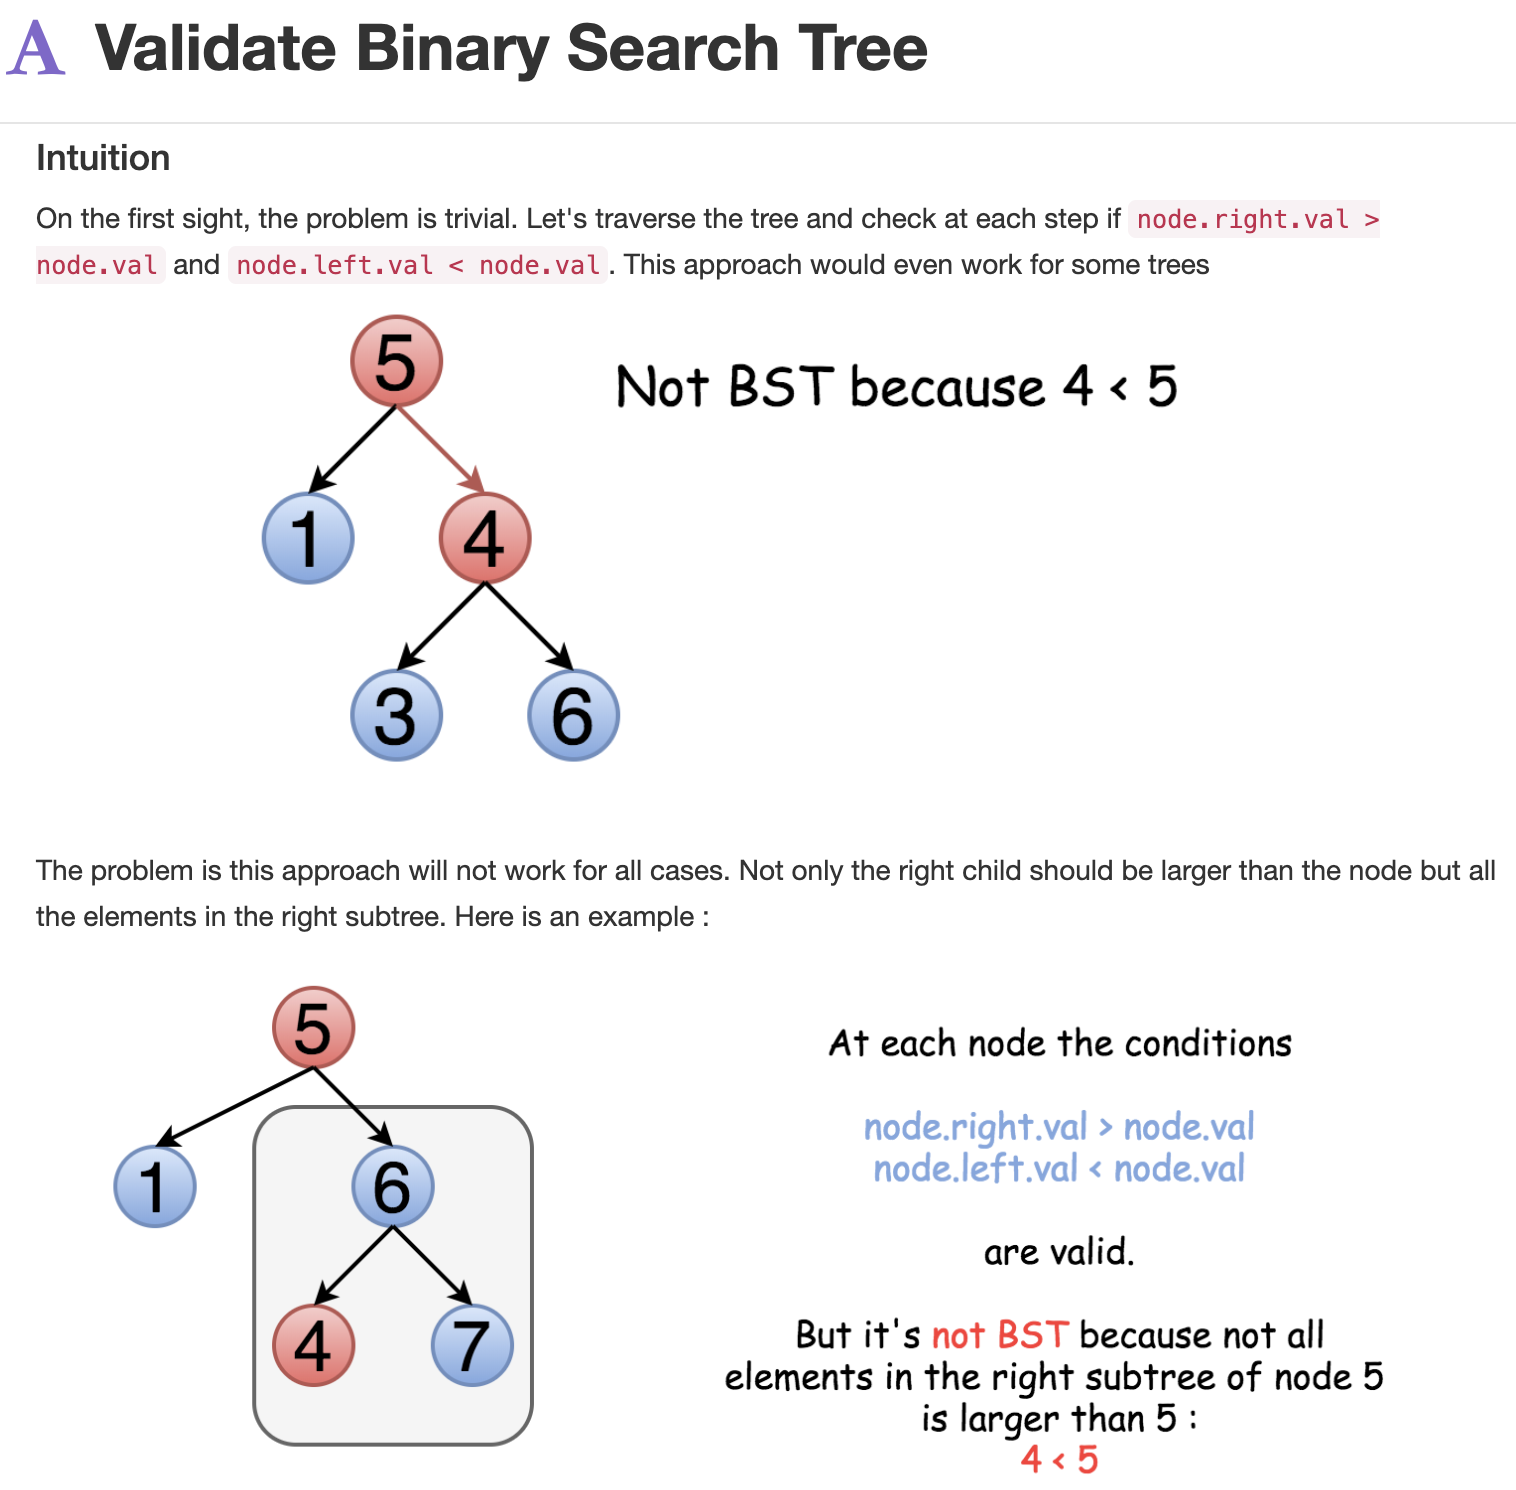 A Validate Binary Search Tree
Intuition
On the first sight, the problem is trivial. Let's traverse the tree and check at each step if node.right.val >
node.val and node.left.val < node.val . This approach would even work for some trees
5
Not BST because 4 < 5
1 4
3 6
The problem is this approach will not work for all cases. Not only the right child should be larger than the node but all
the elements in the right subtree. Here is an example :
5
1 6
4 7
At each node the conditions
node.right.val > node.val
node.left.val < node.val
are valid.
But it's not BST because not all
elements in the right subtree of node 5
is larger than 5 :
4 < 5